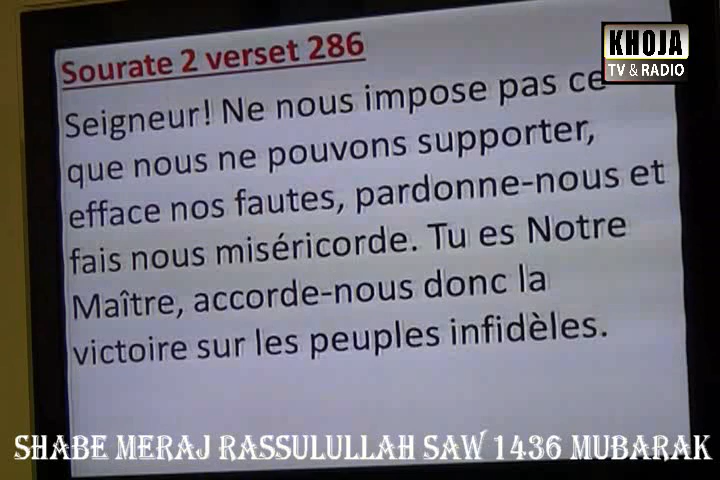 KHOJA
TV & RADIO
Sourate 2 verset 286
Seigneur! Ne nous impose pas ce
que nous ne pouvons supporter,
efface nos fautes, pardonne-nous et
fais nous miséricorde. Tu es Notre
Maître, accorde-nous donc la
victoire sur les peuples infidèles.
SHABE MERAJ RASSULULLAH SAW 1436 MUBARAK